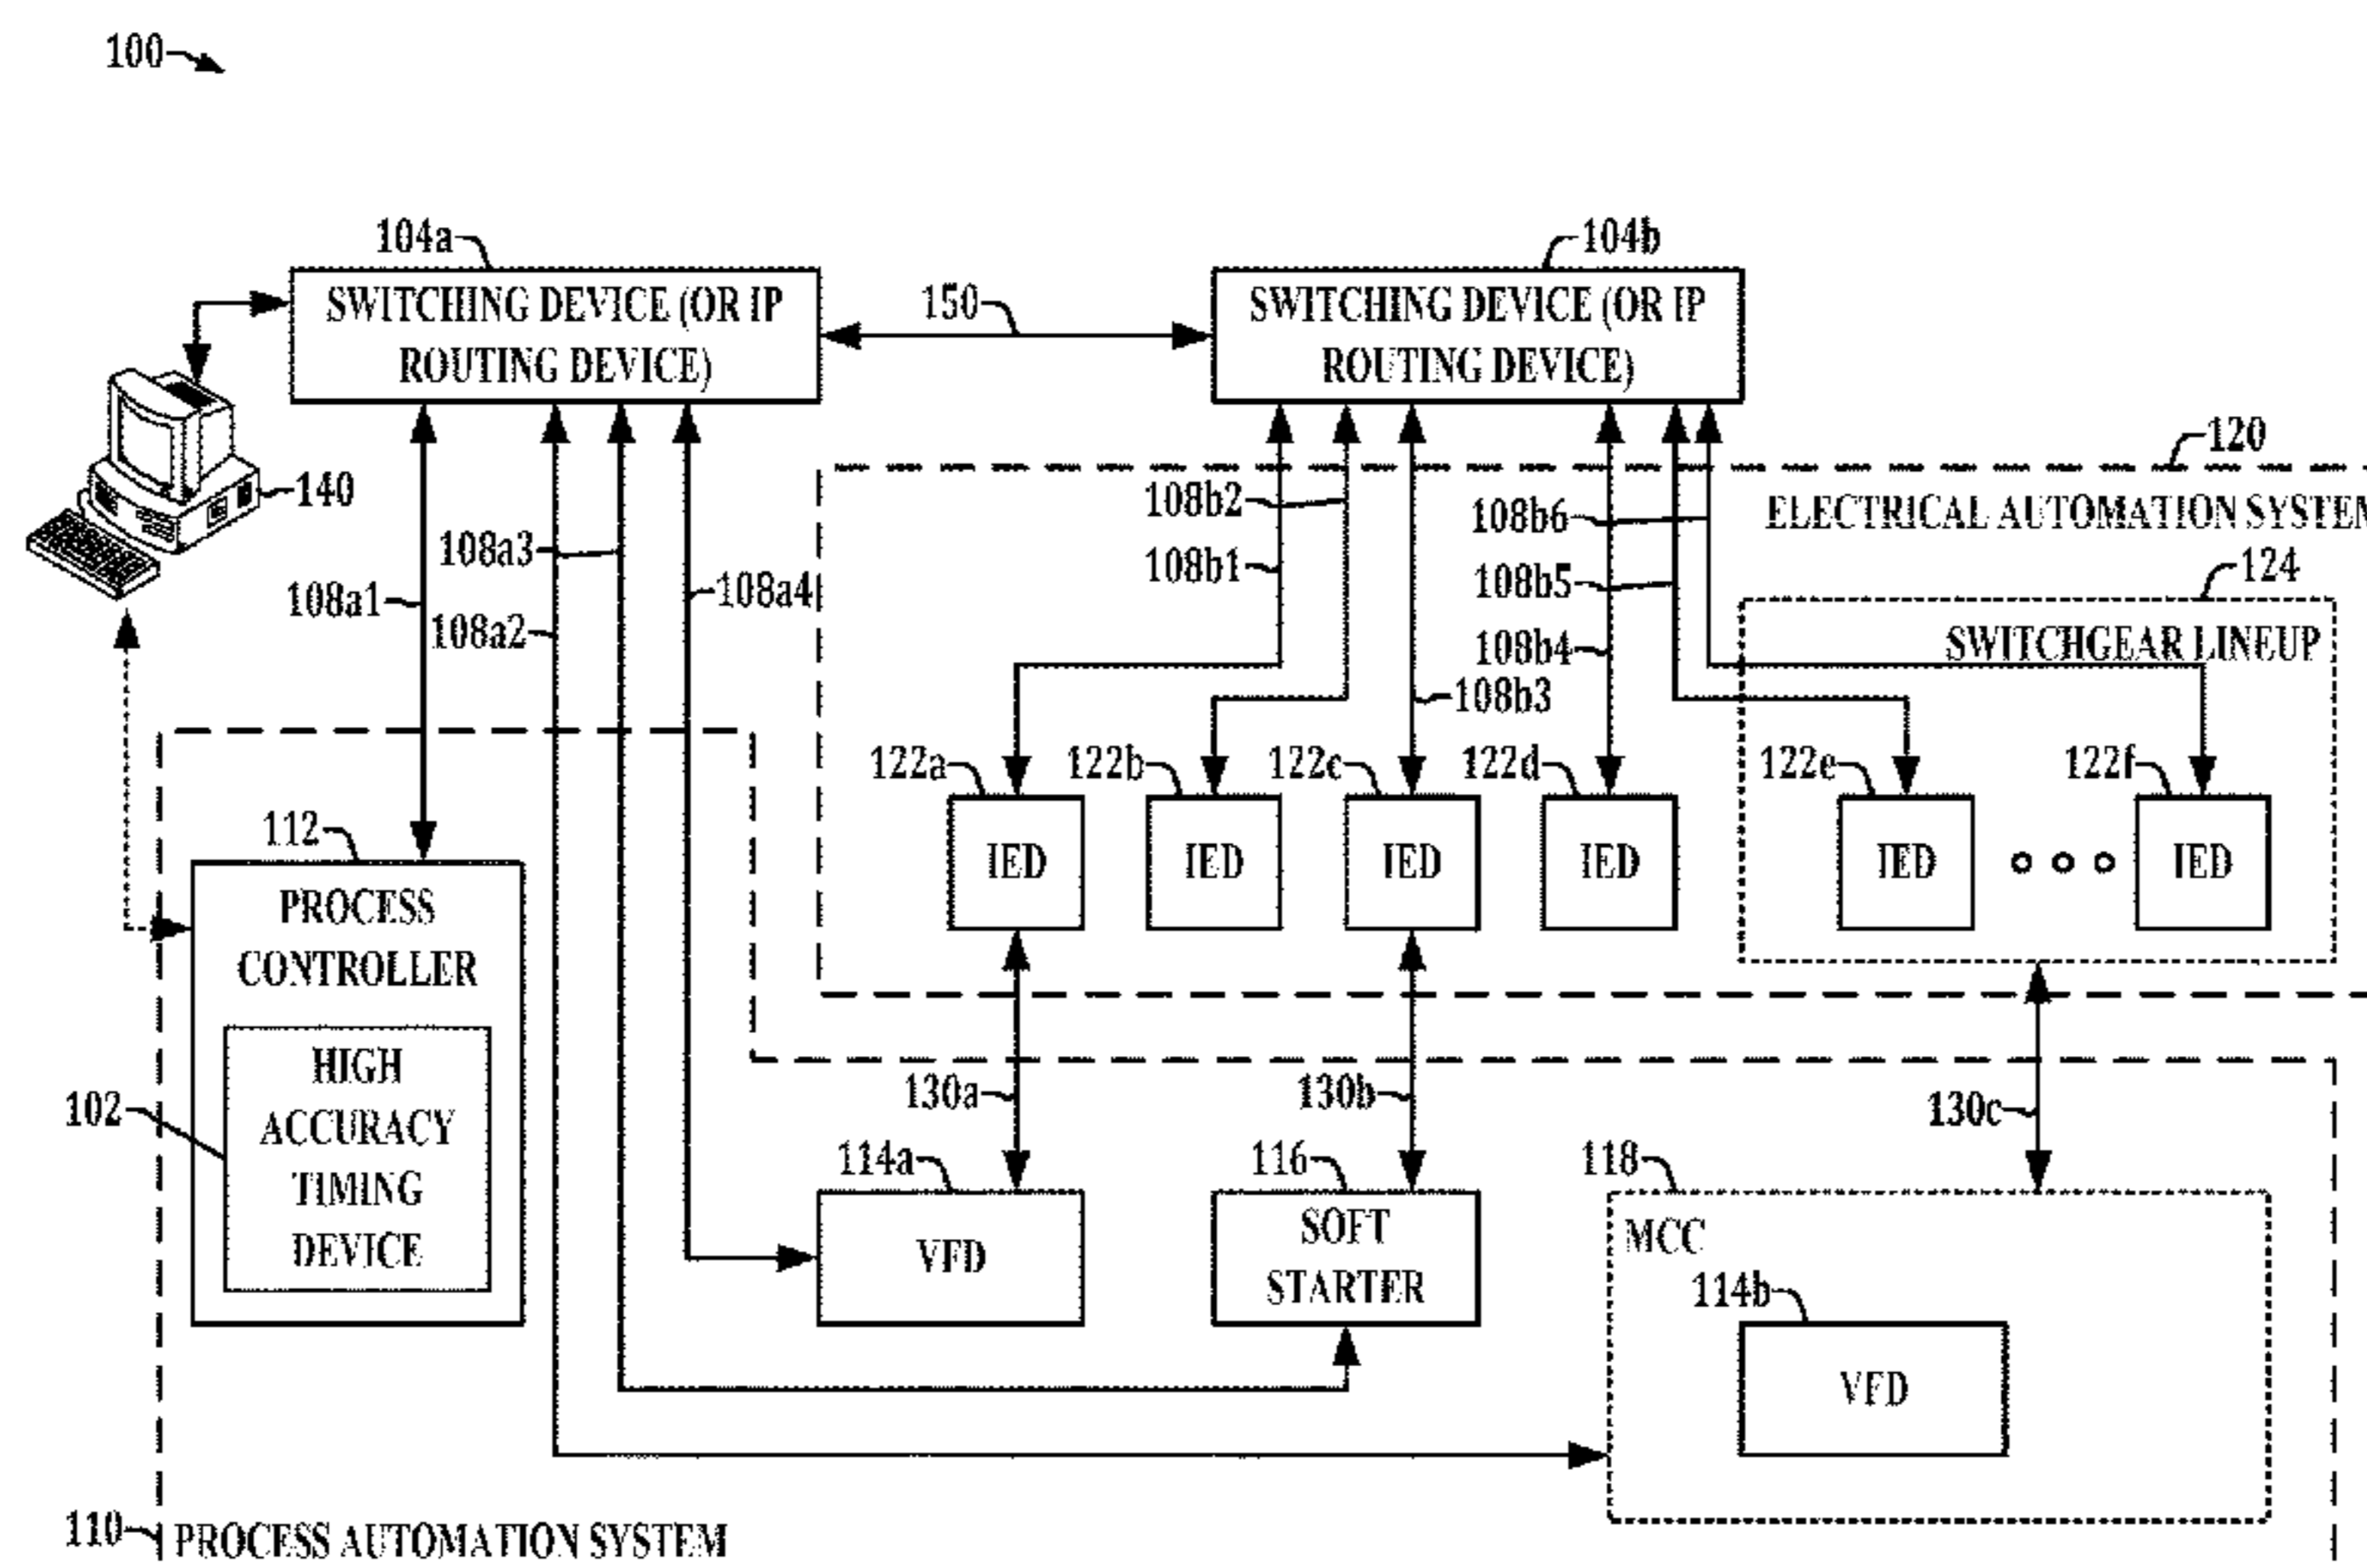 100
104a
104b
SWITCHING DEVICE (OR IP
ROUTING DEVICE)
150
SWITCHING DEVICE (OR IP
ROUTING DEVICE)
120
140
108a1
108a3
108a2
108a4
108b2
108b1
108b6
108b5
108b4
108b3
ELECTRICAL AUTOMATION SYSTEM
124
SWITCHGEAR LINEUP
122a
122b
122c
122d
122e
122f
IED
IED
IED
IED
IED
IED
112
PROCESS
CONTROLLER
102
HIGH
ACCURACY
TIMING
DEVICE
130a
130b
130c
114a
116
118
VFD
SOFT
STARTER
MCC
114b
VFD
110
PROCESS AUTOMATION SYSTEM